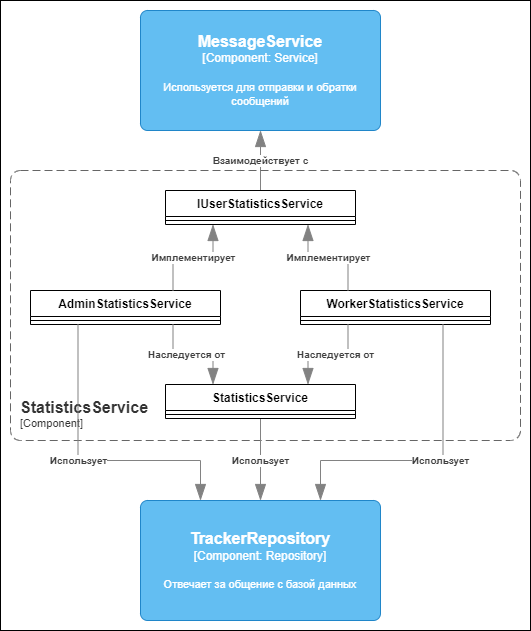 MessageService
[Component: Service]
Используется для отправки и обратки
сообщений
Взаимодействует с
IUserStatisticsService
Имплементирует
Имплементирует
AdminStatisticsService
WorkerStatisticsService
Наследуется от
Наследуется от
StatisticsService
StatisticsService
[Component]
Использует
Использует
Использует
TrackerRepository
[Component: Repository]
Отвечает за общение с базой данных